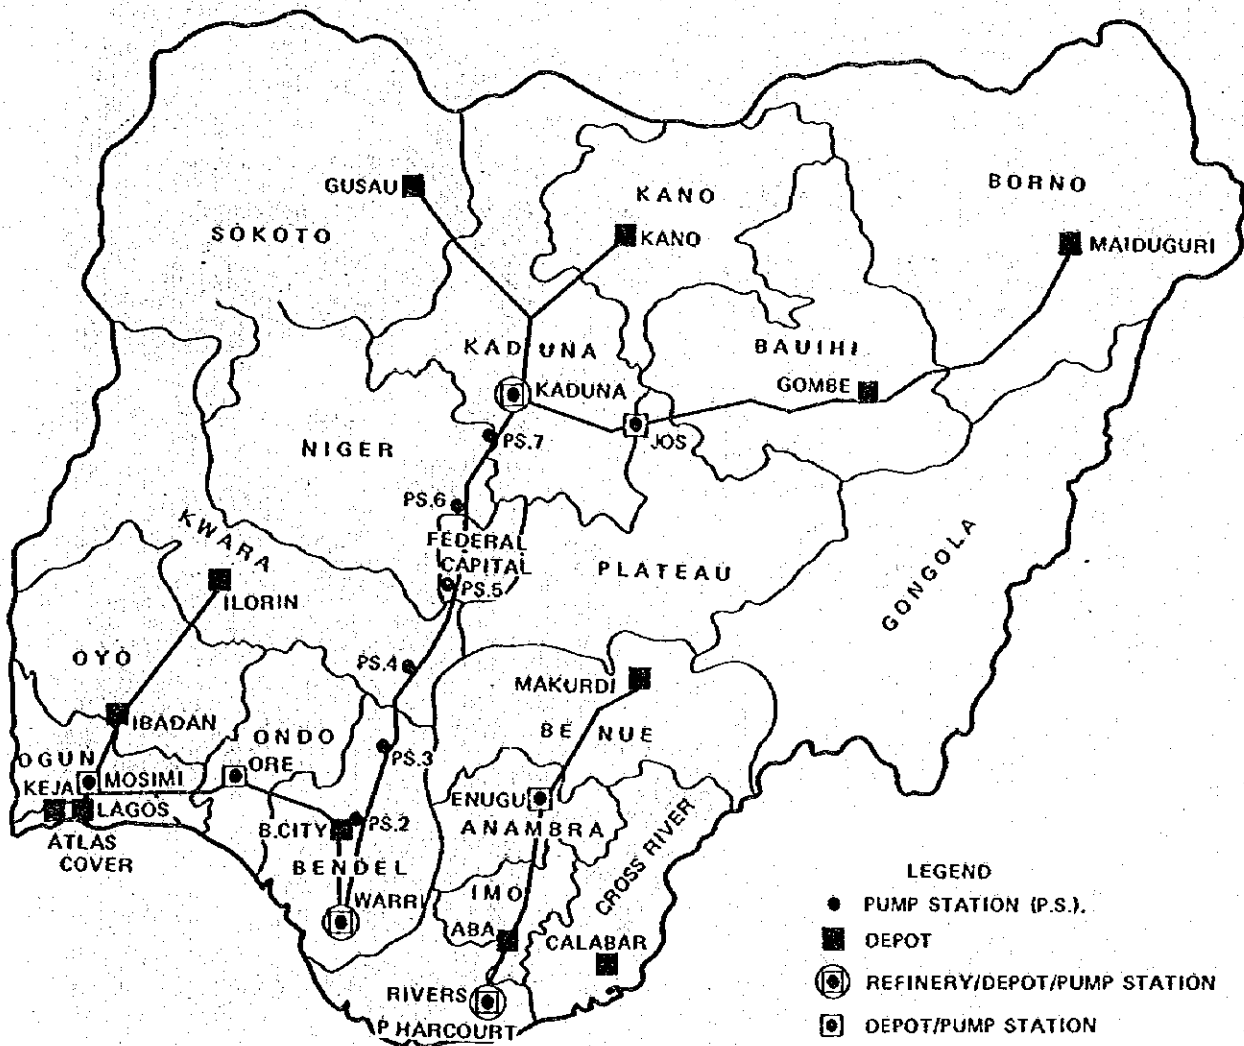 GUSAU
SOKOTO
KANO
KANO
BORNO
MAIDUGURI
KADUNA
KADUNA
BAUIHI
GOMBE
JOS
PS.7
NIGER
PS.6
FEDERAL
CAPITAL
PS.5
KWARA
ILORIN
PLATEAU
GONGOLA
OYO
PS.4
MAKURDI
IBADAN
BENUE
ONDO
OGUN
ORE
PS.3
KEJA
MOSIMI
LAGOS
ENUGU
ANAMBRA
CROSS RIVER
ATLAS
COVER
B.CITY
PS.2
BENDEL
WARRI
IMO
ABA
CALABAR
RIVERS
P HARCOURT
LEGEND
PUMP STATION (P.S.).
DEPOT
REFINERY/DEPOT/PUMP STATION
DEPOT/PUMP STATION